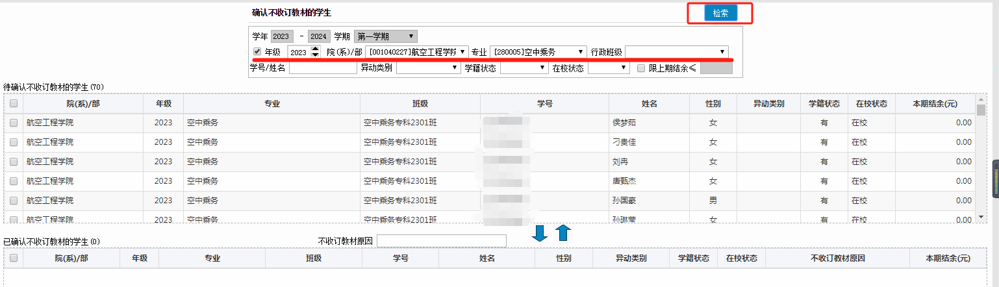 确认不收订教材的学生 检索
学年 2023 - 2024 学期 第一学期
年级 2023 院(系)/部 [001040227]航空工程学院 专业 [280005]空中乘务 行政班级
学号/姓名 异动类别 学籍状态 在校状态 限上期结余≤
待确认不收订教材的学生(70)
院(系)/部 年级 专业 班级 学号 姓名 性别 异动类别 学籍状态 在校状态 本期结余(元)
航空工程学院 2023 空中乘务 空中乘务专科2301班 侯梦茹 女 有 在校 0.00
航空工程学院 2023 空中乘务 空中乘务专科2301班 刁贵佳 女 有 在校 0.00
航空工程学院 2023 空中乘务 空中乘务专科2301班 刘冉 女 有 在校 0.00
航空工程学院 2023 空中乘务 空中乘务专科2301班 唐甄杰 女 有 在校 0.00
航空工程学院 2023 空中乘务 空中乘务专科2301班 孙国豪 男 有 在校 0.00
航空工程学院 2023 空中乘务 空中乘务专科2301班 孙琳莹 女 有 在校 0.00
已确认不收订教材的学生(0) 不收订教材原因
院(系)/部 年级 专业 班级 学号 姓名 性别 异动类别 学籍状态 在校状态 不收订教材原因 本期结余(元)